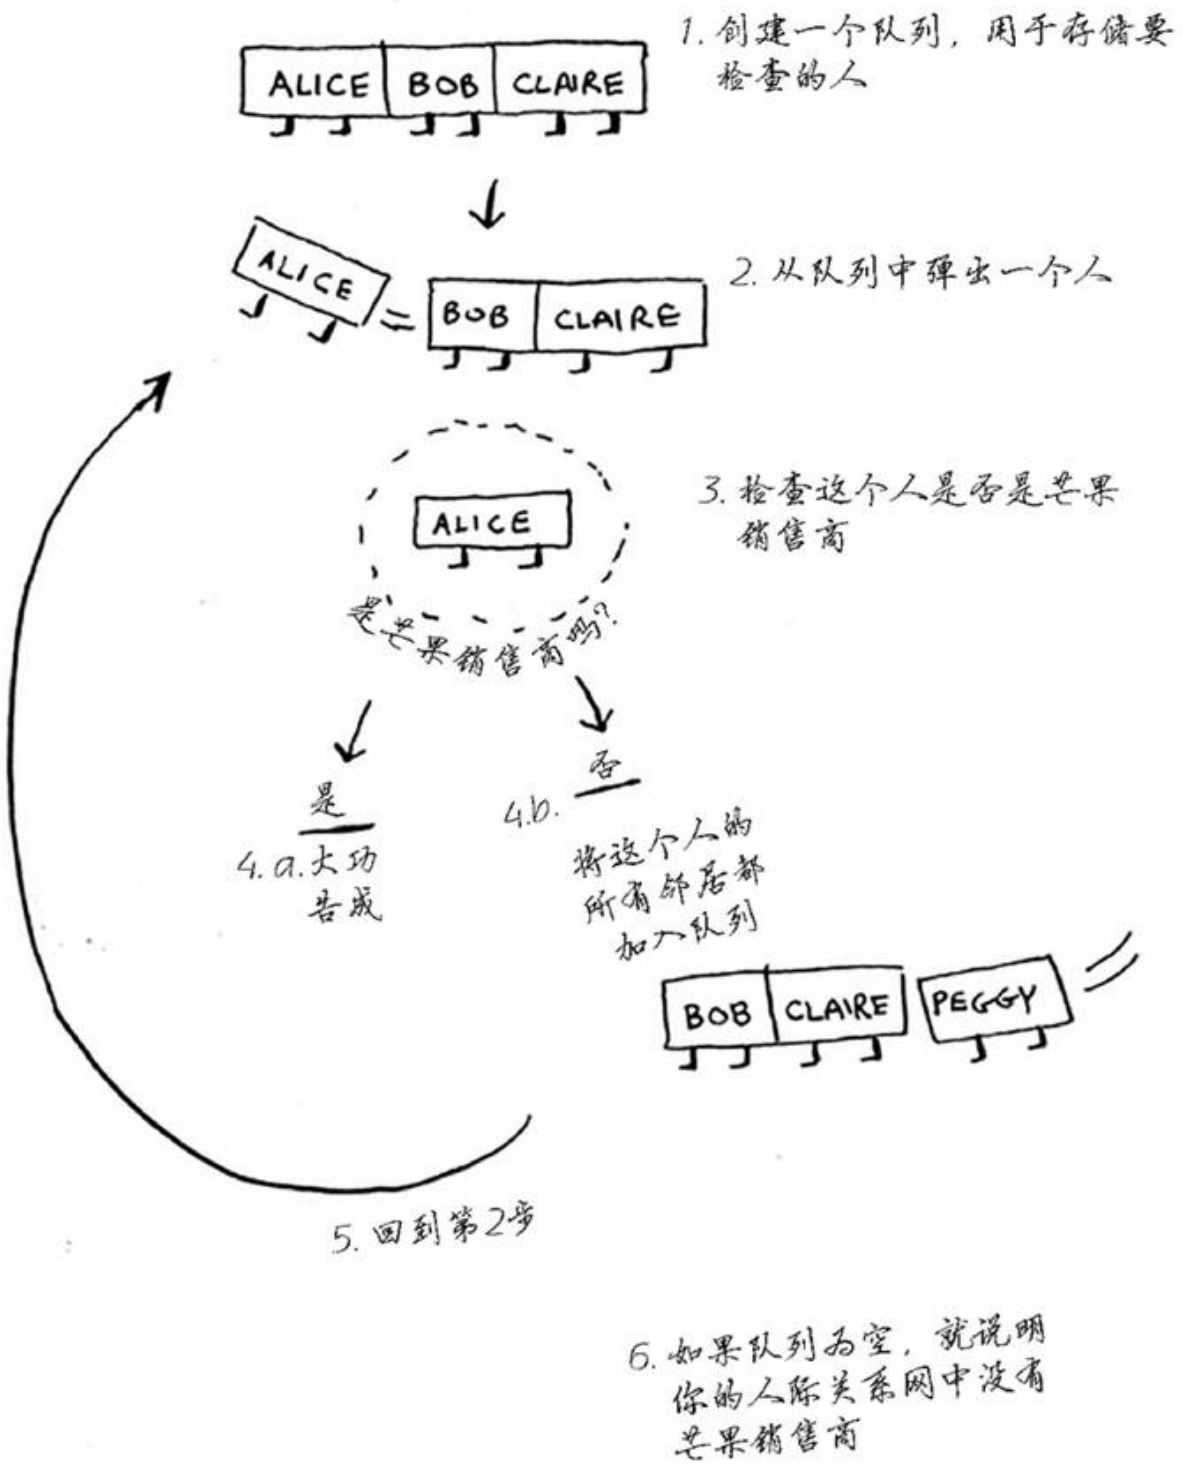 1. 创建一个队列，用于存储要
检查的人
ALICE BOB CLAIRE
2. 从队列中弹出一个人
ALICE BOB CLAIRE
3. 检查这个人是否是芒果
销售商
ALICE
是芒果销售商吗?
是
4.a.大功
告成
否
4.b.
将这个人的
所有邻居都
加入队列
BOB CLAIRE PEGGY
5. 回到第2步
6. 如果队列为空，就说明
你的人际关系网中没有
芒果销售商